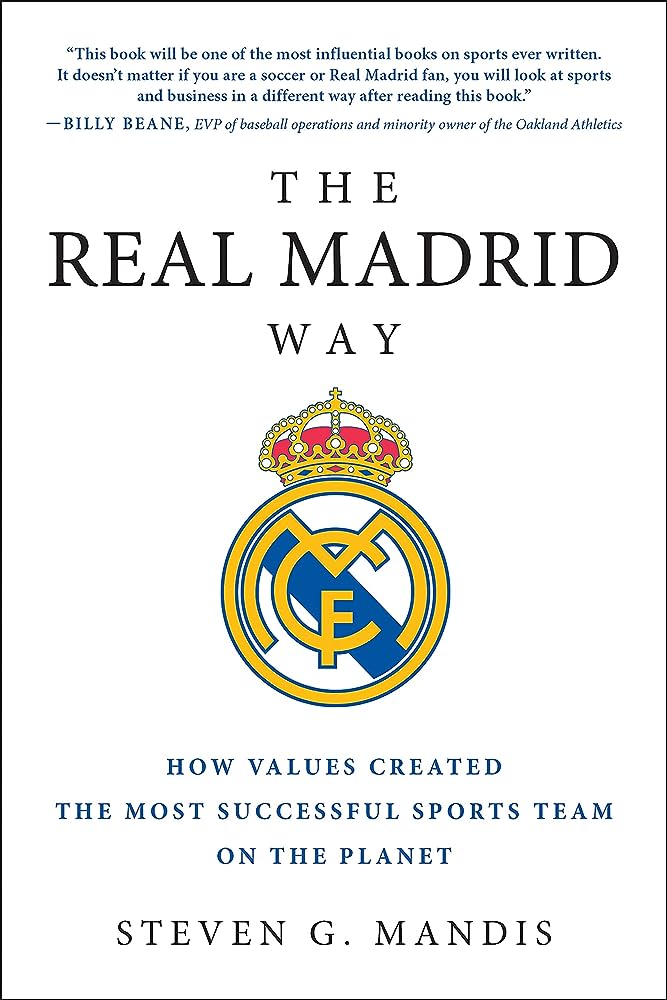 “This book will be one of the most influential books on sports ever written.
It doesn’t matter if you are a soccer or Real Madrid fan, you will look at sports
and business in a different way after reading this book.”
—BILLY BEANE, EVP of baseball operations and minority owner of the Oakland Athletics
THE
REAL MADRID
WAY
MCF
HOW VALUES CREATED
THE MOST SUCCESSFUL SPORTS TEAM
ON THE PLANET
STEVEN G. MANDIS